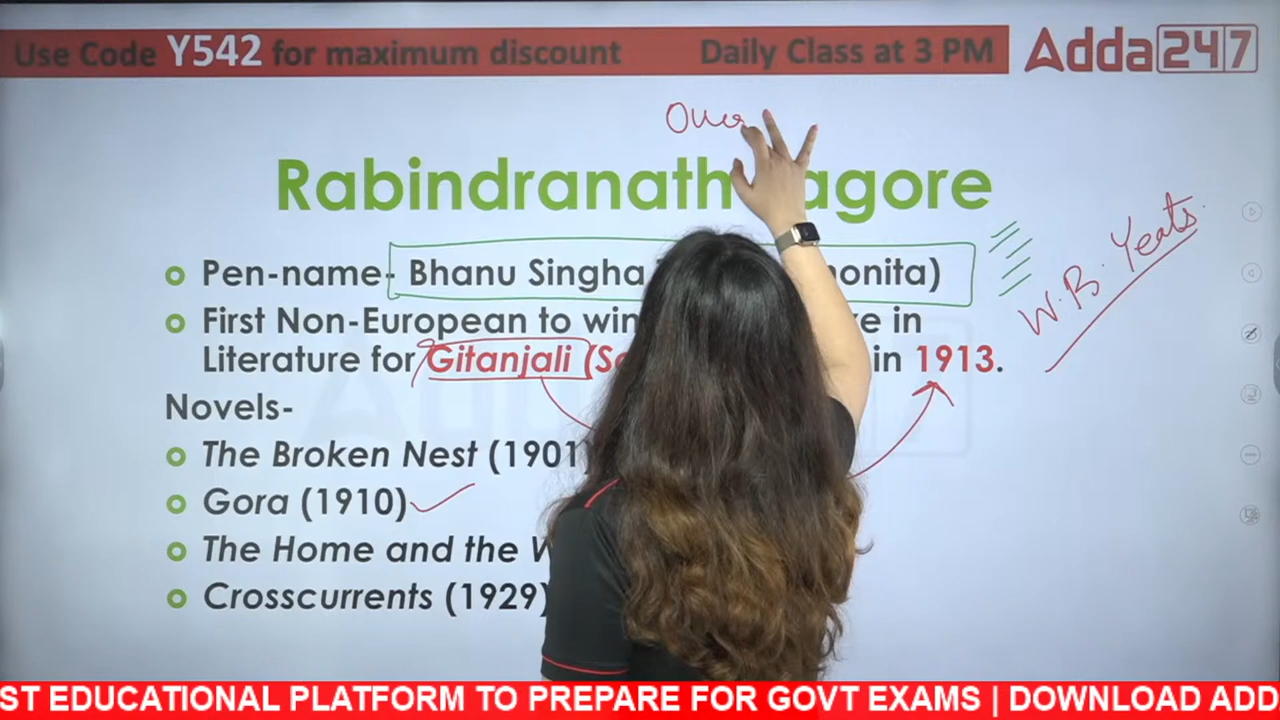 Use Code Y542 for maximum discount Daily Class at 3 PM Adda247
Rabindranath agore
Pen-name- Bhanu Singha onita)
W.B. Yeats
First Non-European to win e in
Literature for Gitanjali (S in 1913.
Novels-
The Broken Nest (1901)
Gora (1910)
The Home and the W
Crosscurrents (1929)
ST EDUCATIONAL PLATFORM TO PREPARE FOR GOVT EXAMS | DOWNLOAD ADD